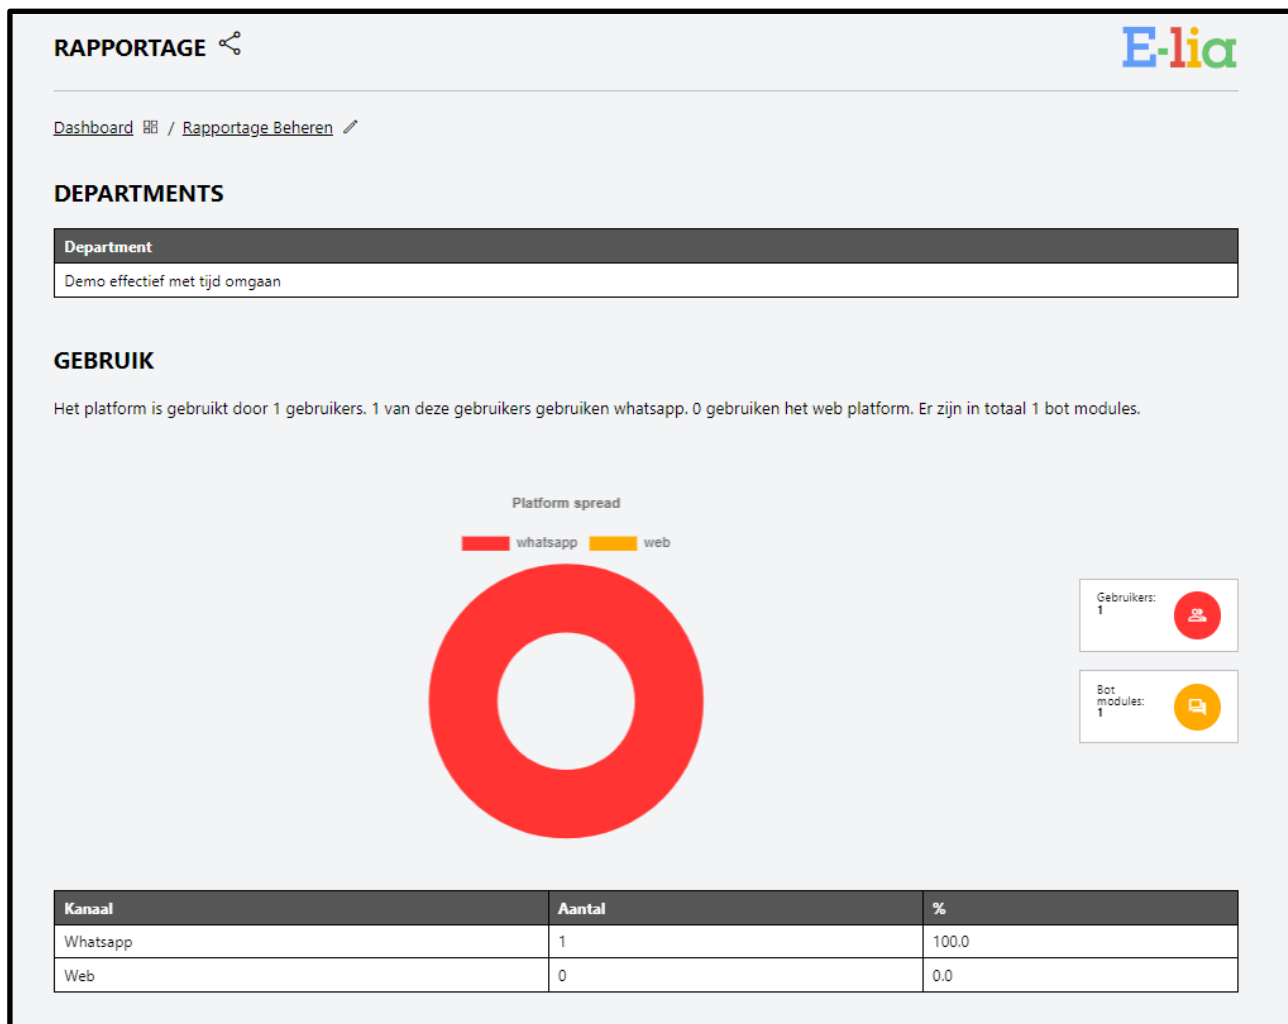 RAPPORTAGE
E-lia
Dashboard / Rapportage Beheren
DEPARTMENTS
Department
Demo effectief met tijd omgaan
GEBRUIK
Het platform is gebruikt door 1 gebruikers. 1 van deze gebruikers gebruiken whatsapp. 0 gebruiken het web platform. Er zijn in totaal 1 bot modules.
Platform spread
whatsapp web
Gebruikers:
1
Bot
modules:
1
Kanaal Aantal %
Whatsapp 1 100.0
Web 0 0.0